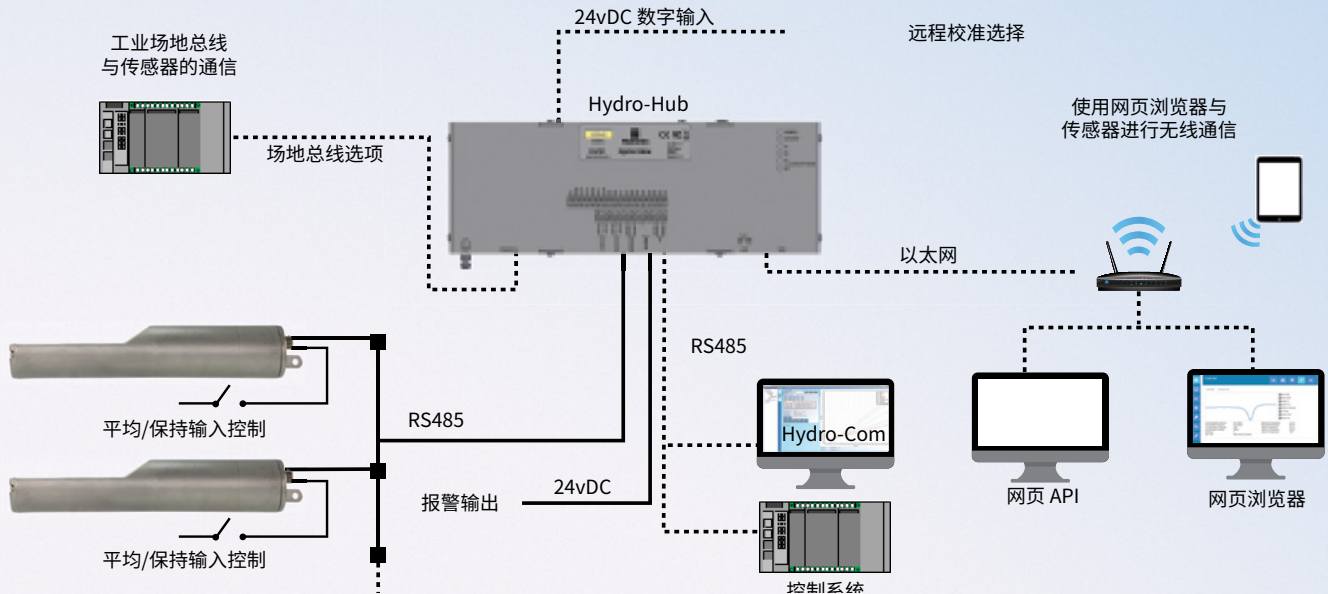 24vDC 数字输入
远程校准选择
工业场地总线
与传感器的通信
Hydro-Hub
使用网页浏览器与
传感器进行无线通信
场地总线选项
以太网
RS485
平均/保持输入控制
RS485
Hydro-Com
24vDC
报警输出
网页 API
网页浏览器
平均/保持输入控制
控制系统